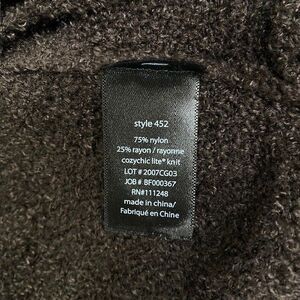 style 452
75% nylon
25% rayon / rayonne
cozychic lite® knit
LOT # 2007CG03
JOB # BF000367
RN#111248
made in china/
Fabriqué en Chine